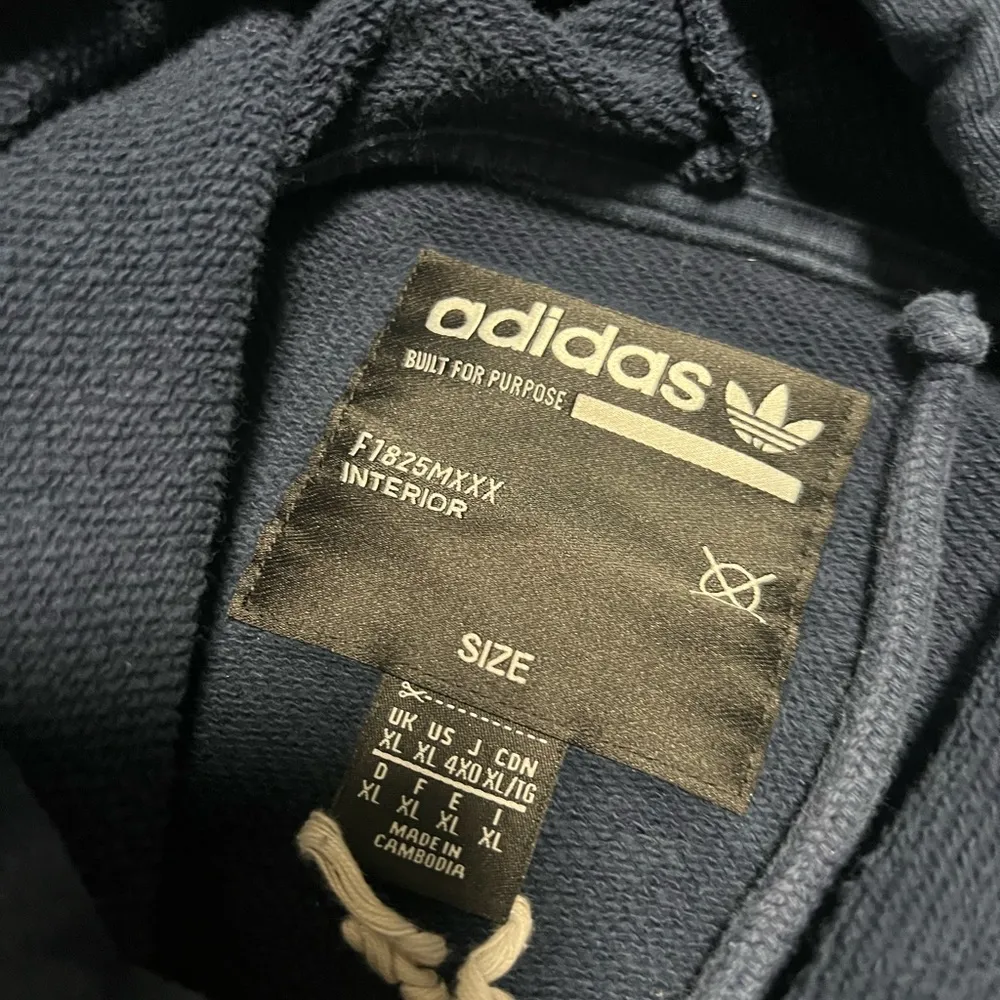 adidas
BUILT FOR PURPOSE
F1825MXXX
INTERIOR
SIZE
UK US J CDN
XL XL 4XO XL/TG
D F E I
XL XL XL XL
MADE IN
CAMBODIA